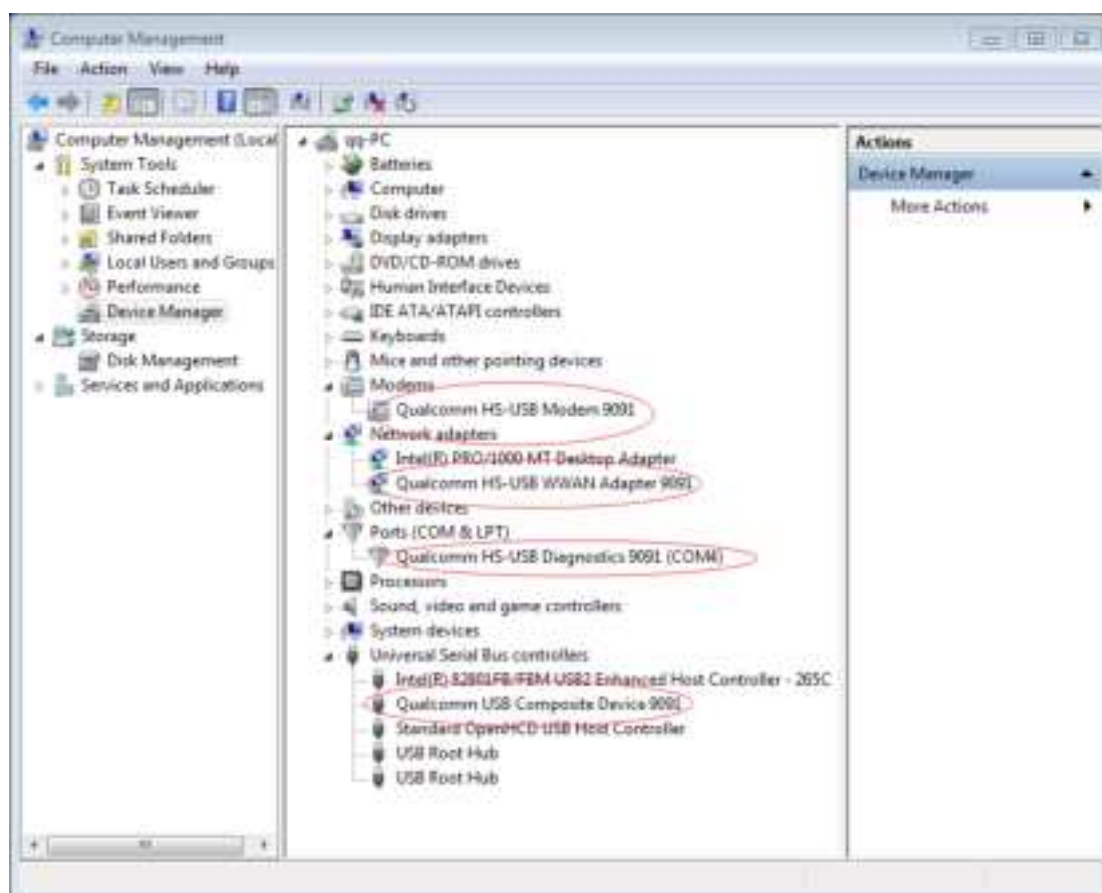 Computer Management
File Action View Help
Computer Management (Local
System Tools
Task Scheduler
Event Viewer
Shared Folders
Local Users and Groups
Performance
Device Manager
Storage
Disk Management
Services and Applications
qq-PC
Batteries
Computer
Disk drives
Display adapters
DVD/CD-ROM drives
Human Interface Devices
IDE ATA/ATAPI controllers
Keyboards
Mice and other pointing devices
Modems
Qualcomm HS-USB Modem 9091
Network adapters
Intel(R) PRO/1000 MT Desktop Adapter
Qualcomm HS-USB WWAN Adapter 9091
Other devices
Ports (COM & LPT)
Qualcomm HS-USB Diagnostics 9091 (COM4)
Processors
Sound, video and game controllers
System devices
Universal Serial Bus controllers
Intel(R) 82801FB/FBM USB2 Enhanced Host Controller - 265C
Qualcomm USB Composite Device 9091
Standard OpenHCD USB Host Controller
USB Root Hub
USB Root Hub
Actions
Device Manager
More Actions